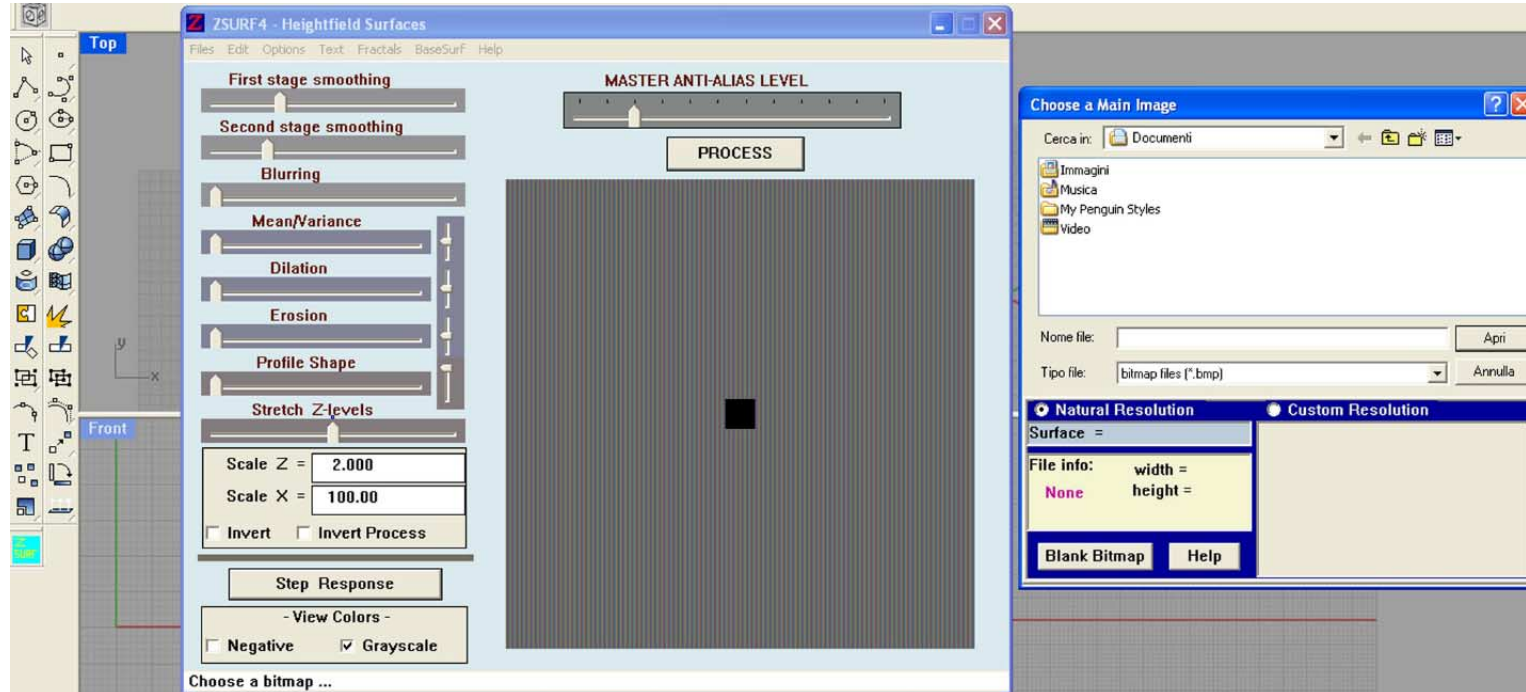 Top
ZSURF4 - Heightfield Surfaces
Files Edit Options Text Fractals BaseSurf Help
First stage smoothing
Second stage smoothing
Blurring
Mean/Variance
Dilation
Erosion
Profile Shape
Stretch Z-levels
Scale Z = 2.000
Scale X = 100.00
Invert Invert Process
Step Response
- View Colors -
Negative Grayscale
Choose a bitmap ...
MASTER ANTI-ALIAS LEVEL
PROCESS
y
x
Front
T
Z
SURF
Choose a Main Image
Cerca in: Documenti
Immagini
Musica
My Penguin Styles
Video
Nome file: Apri
Tipo file: bitmap files (*.bmp) Annulla
Natural Resolution Custom Resolution
Surface =
File info: width =
None height =
Blank Bitmap Help